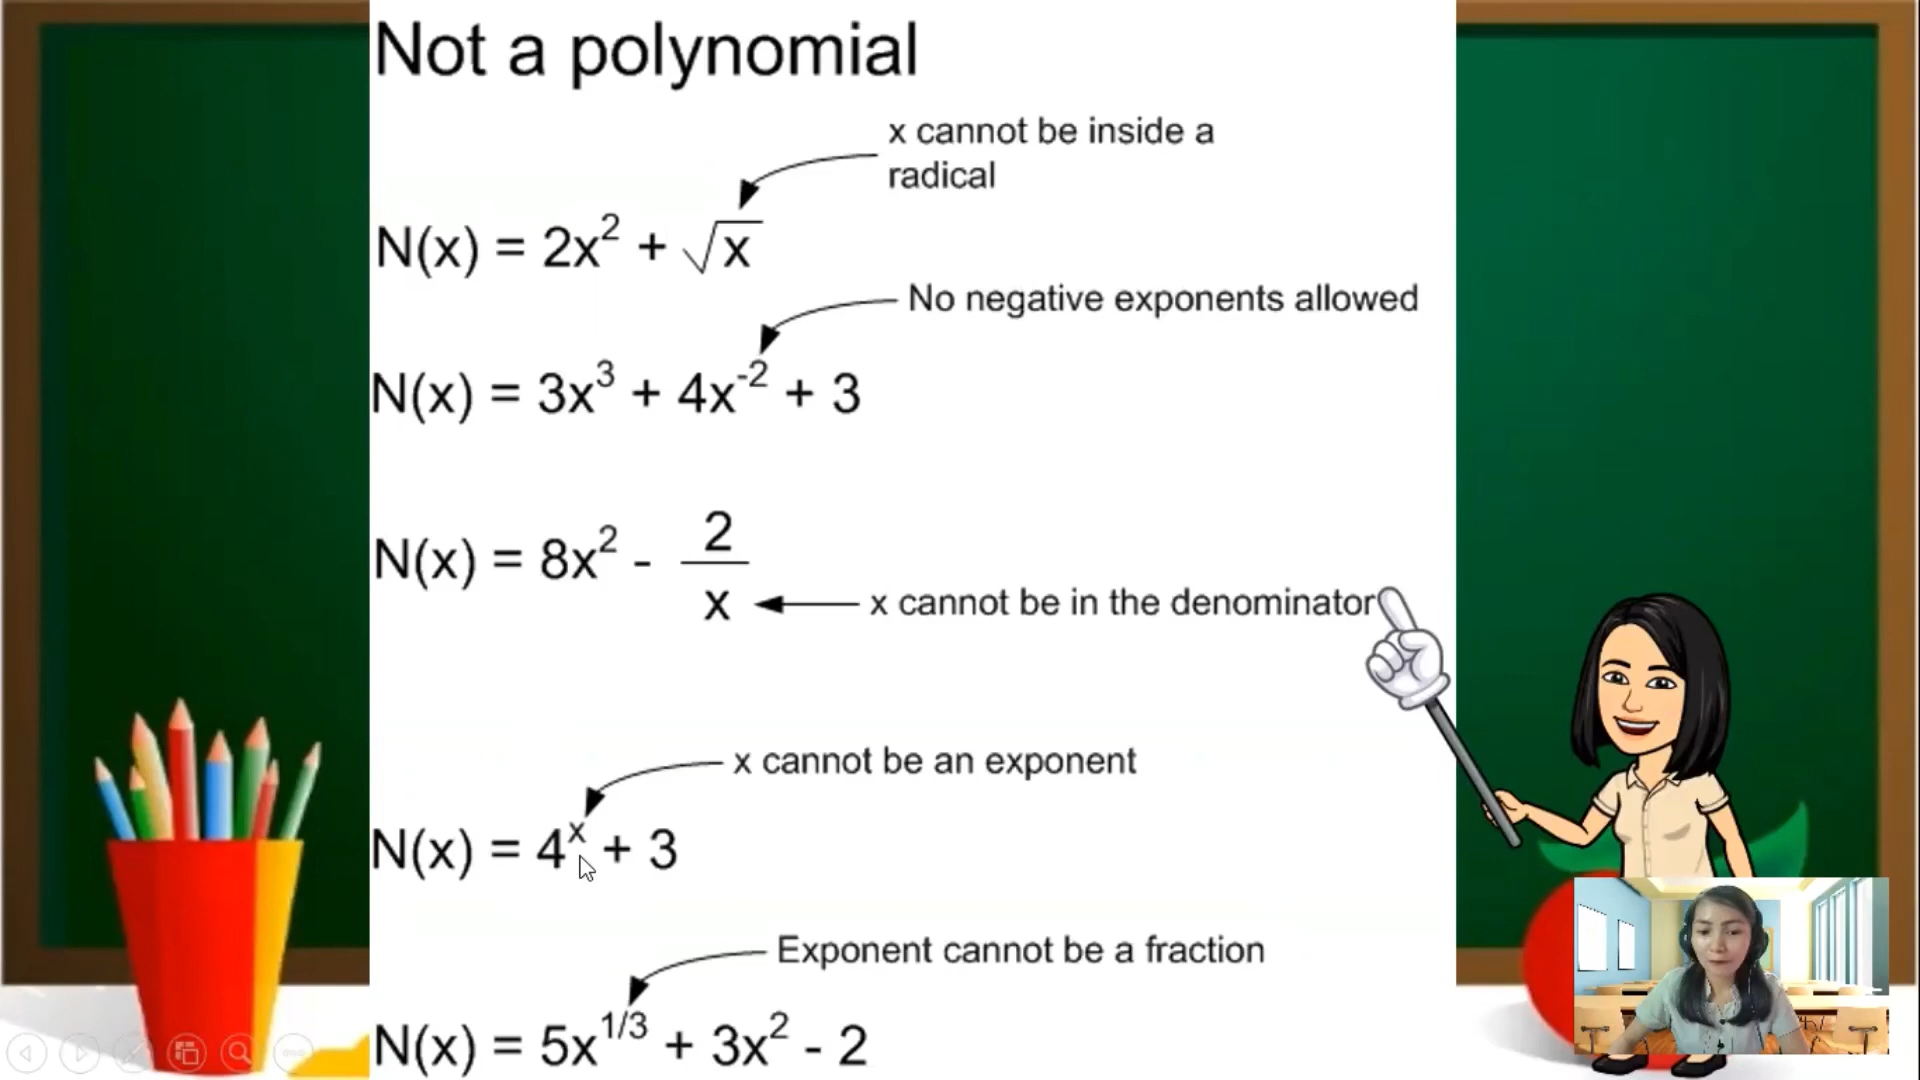 Not a polynomial
x cannot be inside a
radical
N(x) = 2x² + √x
No negative exponents allowed
N(x) = 3x³ + 4x⁻² + 3
N(x) = 8x² - 2/x
x cannot be in the denominator
x cannot be an exponent
N(x) = 4ˣ + 3
Exponent cannot be a fraction
N(x) = 5x^1/3 + 3x² - 2